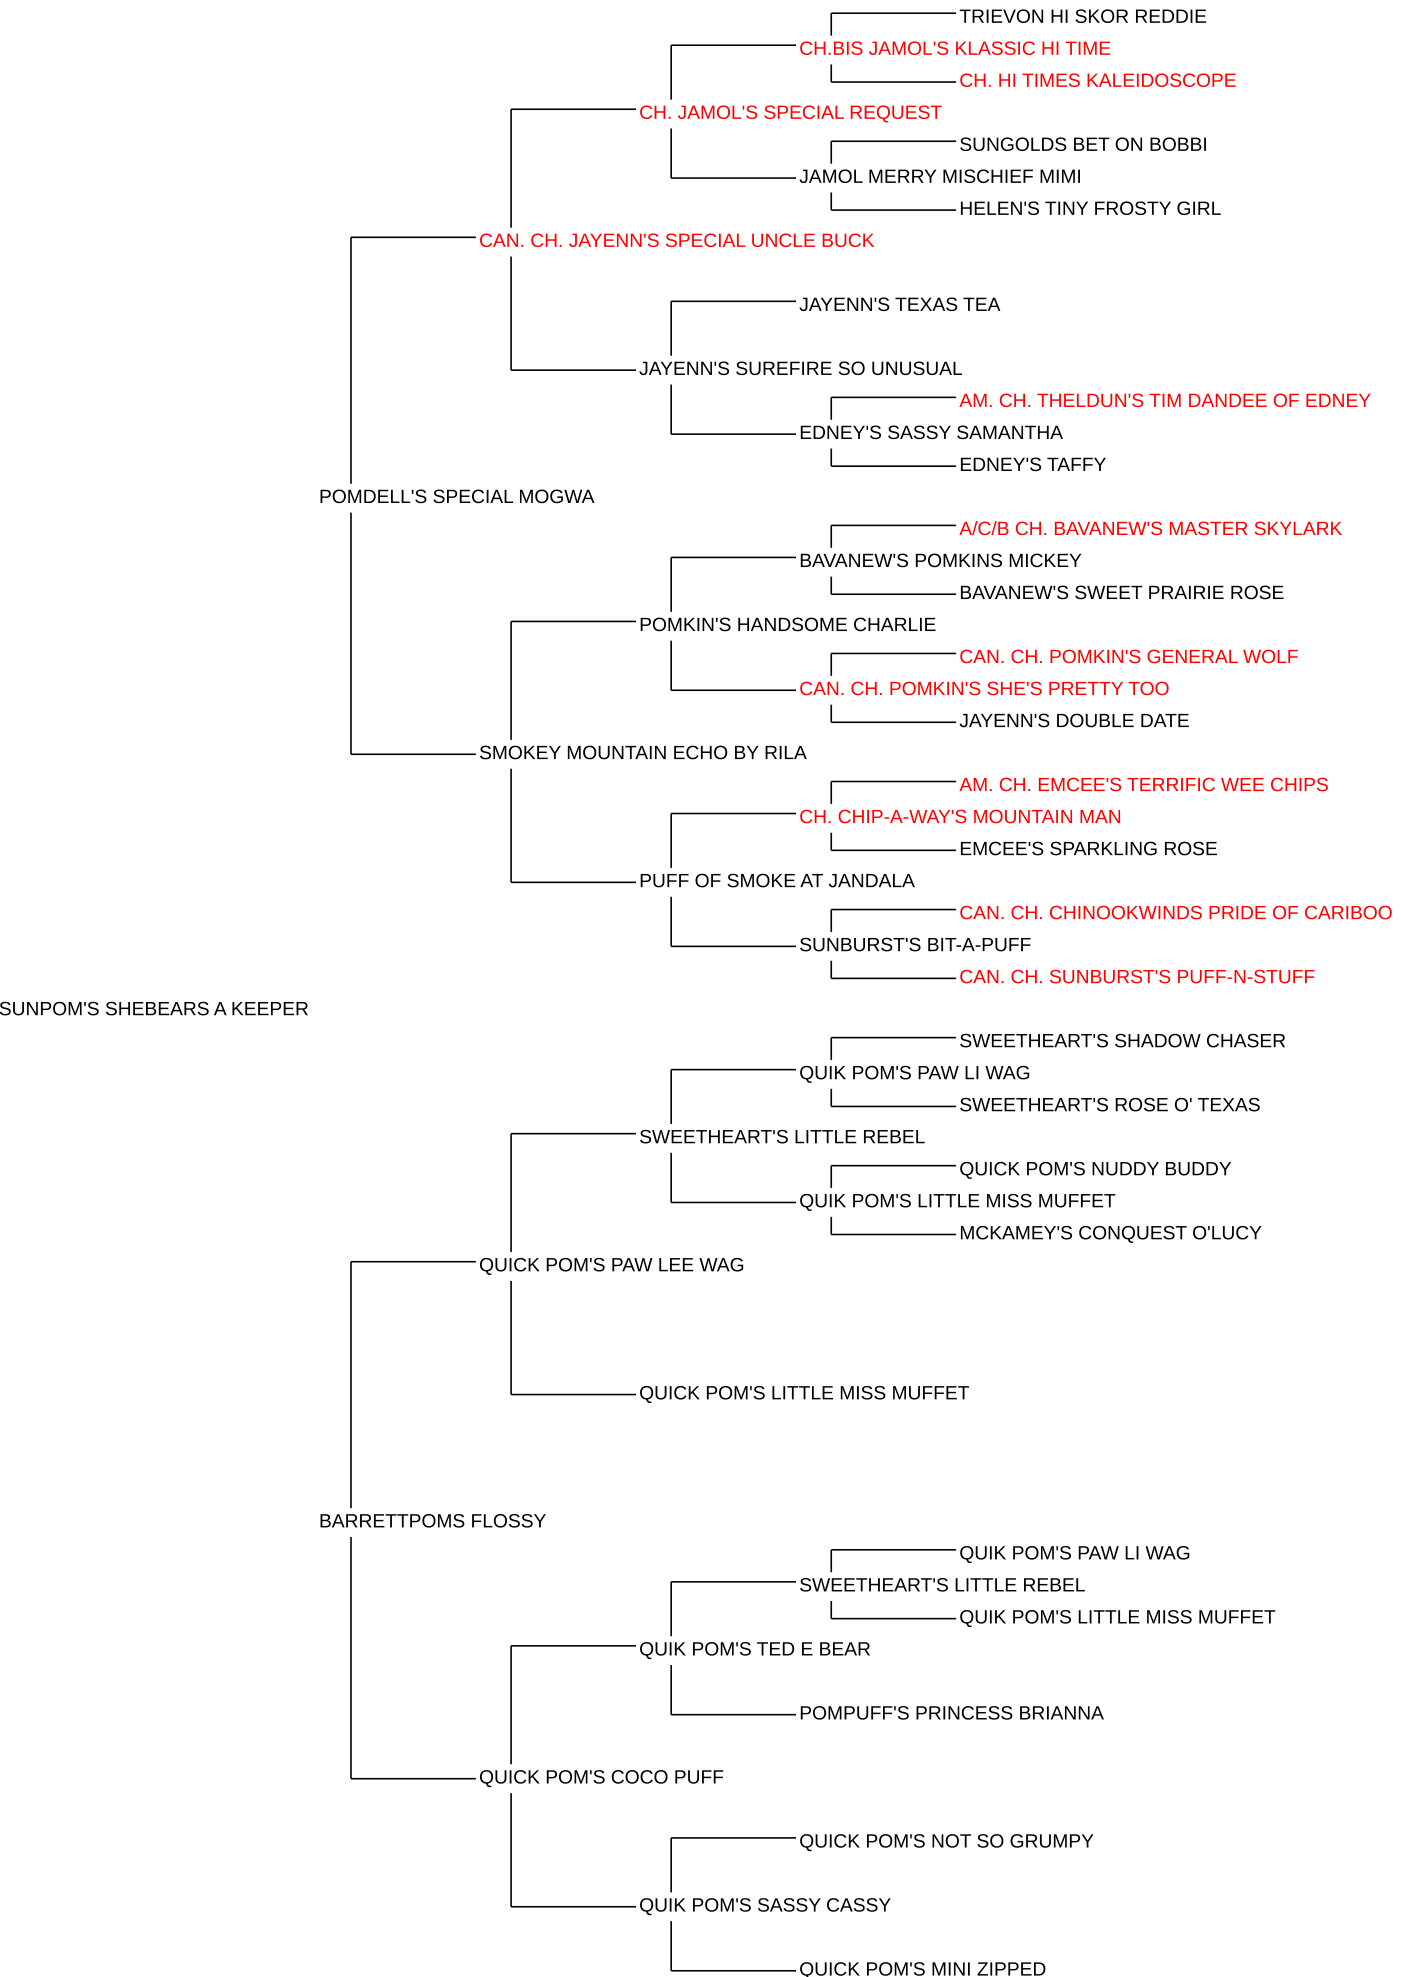 TRIEVON HI SKOR REDDIE
CH.BIS JAMOL'S KLASSIC HI TIME
CH. HI TIMES KALEIDOSCOPE
CH. JAMOL'S SPECIAL REQUEST
SUNGOLDS BET ON BOBBI
JAMOL MERRY MISCHIEF MIMI
HELEN'S TINY FROSTY GIRL
CAN. CH. JAYENN'S SPECIAL UNCLE BUCK
JAYENN'S TEXAS TEA
JAYENN'S SUREFIRE SO UNUSUAL
AM. CH. THELDUN'S TIM DANDEE OF EDNEY
EDNEY'S SASSY SAMANTHA
EDNEY'S TAFFY
POMDELL'S SPECIAL MOGWA
A/C/B CH. BAVANEW'S MASTER SKYLARK
BAVANEW'S POMKINS MICKEY
BAVANEW'S SWEET PRAIRIE ROSE
POMKIN'S HANDSOME CHARLIE
CAN. CH. POMKIN'S GENERAL WOLF
CAN. CH. POMKIN'S SHE'S PRETTY TOO
JAYENN'S DOUBLE DATE
SMOKEY MOUNTAIN ECHO BY RILA
AM. CH. EMCEE'S TERRIFIC WEE CHIPS
CH. CHIP-A-WAY'S MOUNTAIN MAN
EMCEE'S SPARKLING ROSE
PUFF OF SMOKE AT JANDALA
CAN. CH. CHINOOKWINDS PRIDE OF CARIBOO
SUNBURST'S BIT-A-PUFF
CAN. CH. SUNBURST'S PUFF-N-STUFF
SUNPOM'S SHEBEARS A KEEPER
SWEETHEART'S SHADOW CHASER
QUIK POM'S PAW LI WAG
SWEETHEART'S ROSE O' TEXAS
SWEETHEART'S LITTLE REBEL
QUICK POM'S NUDDY BUDDY
QUIK POM'S LITTLE MISS MUFFET
MCKAMEY'S CONQUEST O'LUCY
QUICK POM'S PAW LEE WAG
QUICK POM'S LITTLE MISS MUFFET
BARRETTPOMS FLOSSY
QUIK POM'S PAW LI WAG
SWEETHEART'S LITTLE REBEL
QUIK POM'S LITTLE MISS MUFFET
QUIK POM'S TED E BEAR
POMPUFF'S PRINCESS BRIANNA
QUICK POM'S COCO PUFF
QUICK POM'S NOT SO GRUMPY
QUIK POM'S SASSY CASSY
QUICK POM'S MINI ZIPPED